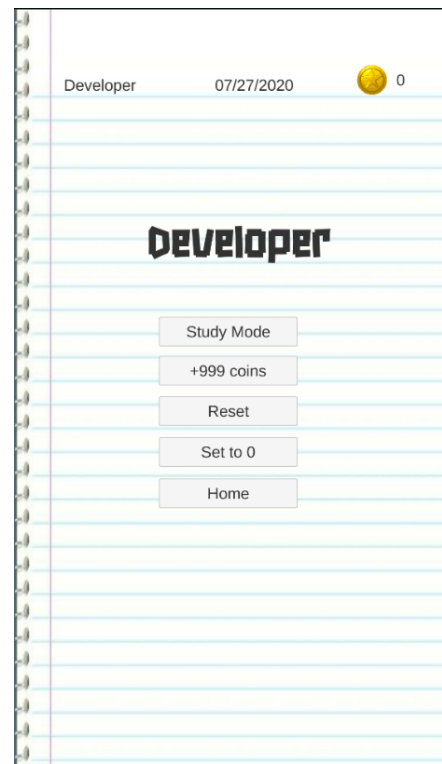 Developer 07/27/2020 0
Developer
Study Mode
+999 coins
Reset
Set to 0
Home